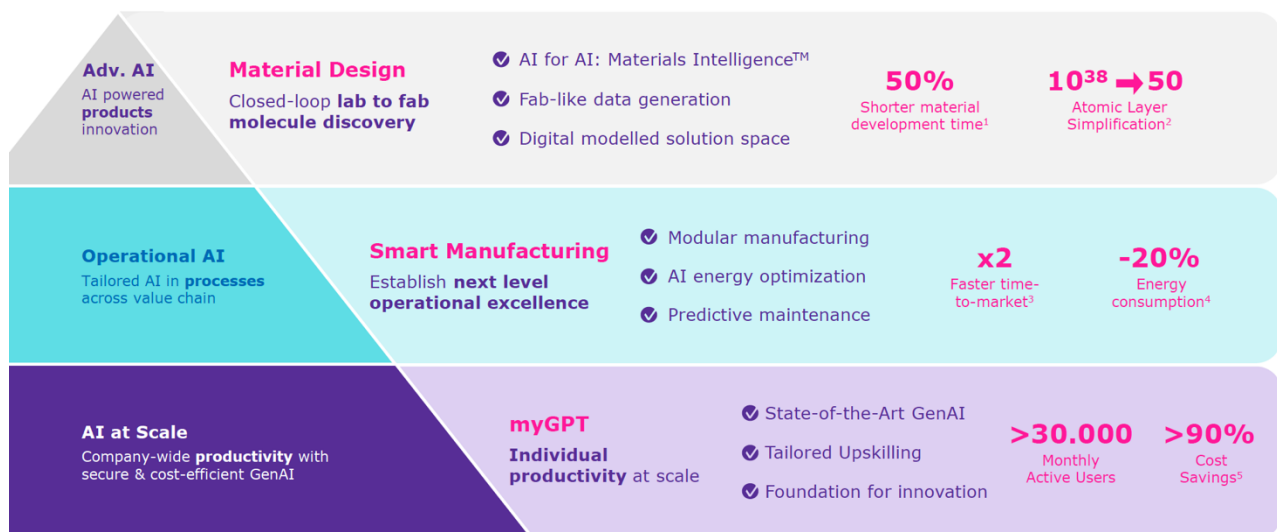 Adv. AI
AI powered
products
innovation
Material Design
Closed-loop lab to fab
molecule discovery
AI for AI: Materials Intelligence™
Fab-like data generation
Digital modelled solution space
50%
Shorter material
development time¹
10³⁸ ➡ 50
Atomic Layer
Simplification²
Operational AI
Tailored AI in processes
across value chain
Smart Manufacturing
Establish next level
operational excellence
Modular manufacturing
AI energy optimization
Predictive maintenance
x2
Faster time-
to-market³
-20%
Energy
consumption⁴
AI at Scale
Company-wide productivity with
secure & cost-efficient GenAI
myGPT
Individual
productivity at scale
State-of-the-Art GenAI
Tailored Upskilling
Foundation for innovation
>30.000
Monthly
Active Users
>90%
Cost
Savings⁵